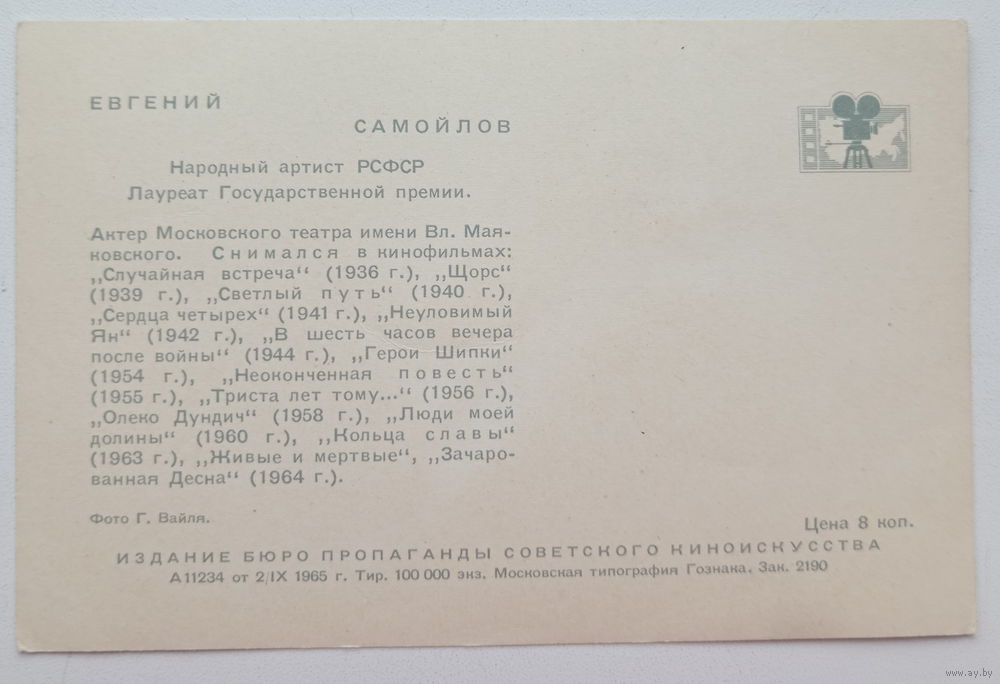 ЕВГЕНИЙ
САМОЙЛОВ
Народный артист РСФСР
Лауреат Государственной премии.
Актер Московского театра имени Вл. Мая-
ковского. Снимался в кинофильмах:
„Случайная встреча“ (1936 г.), „Щорс“
(1939 г.), „Светлый путь“ (1940 г.),
„Сердца четырех“ (1941 г.), „Неуловимый
Ян“ (1942 г.), „В шесть часов вечера
после войны“ (1944 г.), „Герои Шипки“
(1954 г.), „Неоконченная повесть“
(1955 г.), „Триста лет тому...“ (1956 г.),
„Олеко Дундич“ (1958 г.), „Люди моей
долины“ (1960 г.), „Кольца славы“
(1963 г.), „Живые и мертвые“, „Зачаро-
ванная Десна“ (1964 г.).
Фото Г. Вайля.
Цена 8 коп.
ИЗДАНИЕ БЮРО ПРОПАГАНДЫ СОВЕТСКОГО КИНОИСКУССТВА
А11234 от 2/IX 1965 г. Тир. 100 000 экз. Московская типография Гознака. Зак. 2190
www.ay.by